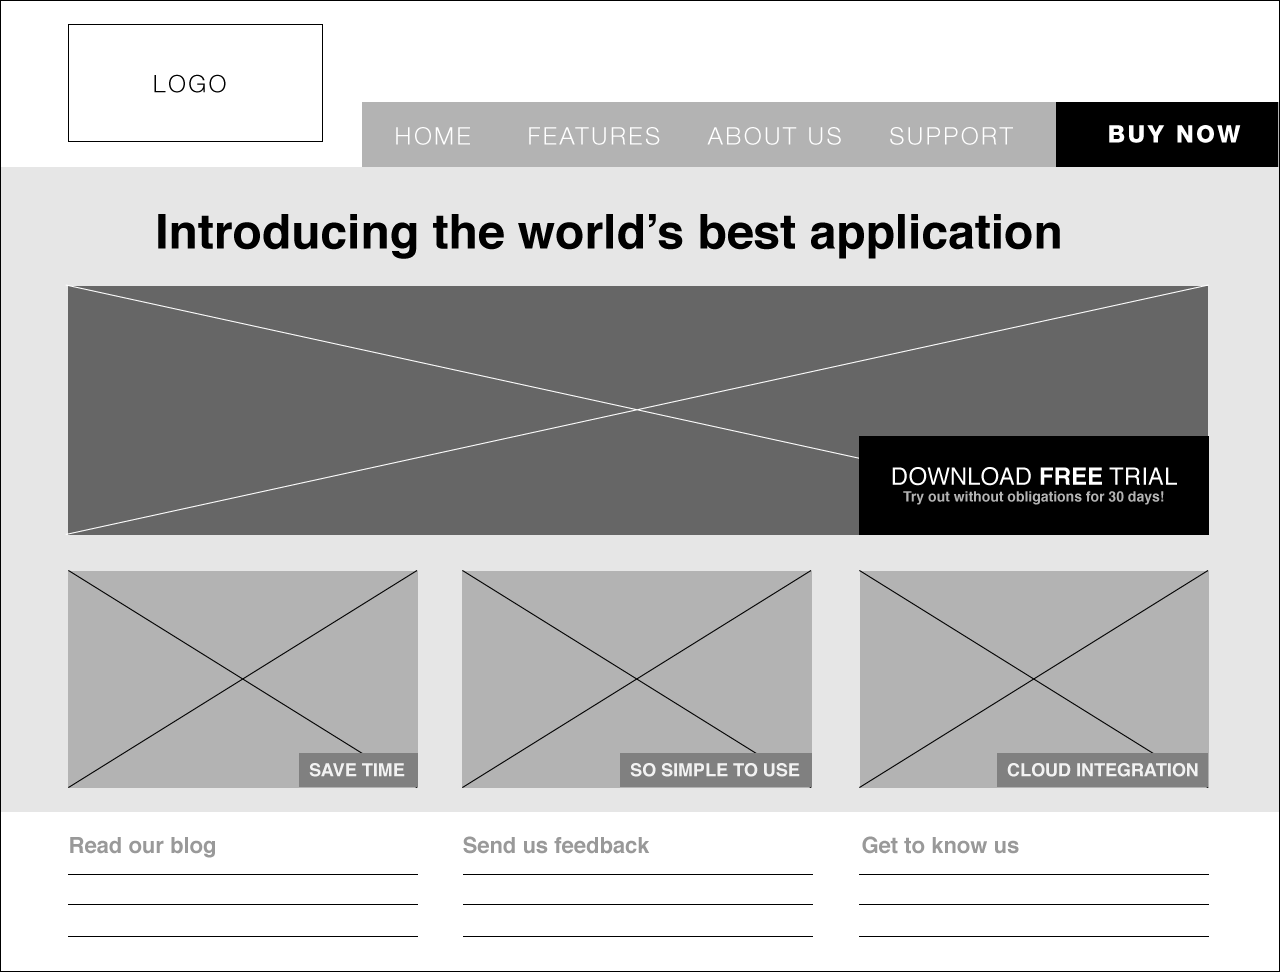 LOGO
HOME FEATURES ABOUT US SUPPORT BUY NOW
Introducing the world’s best application
DOWNLOAD FREE TRIAL
Try out without obligations for 30 days!
SAVE TIME
SO SIMPLE TO USE
CLOUD INTEGRATION
Read our blog
Send us feedback
Get to know us